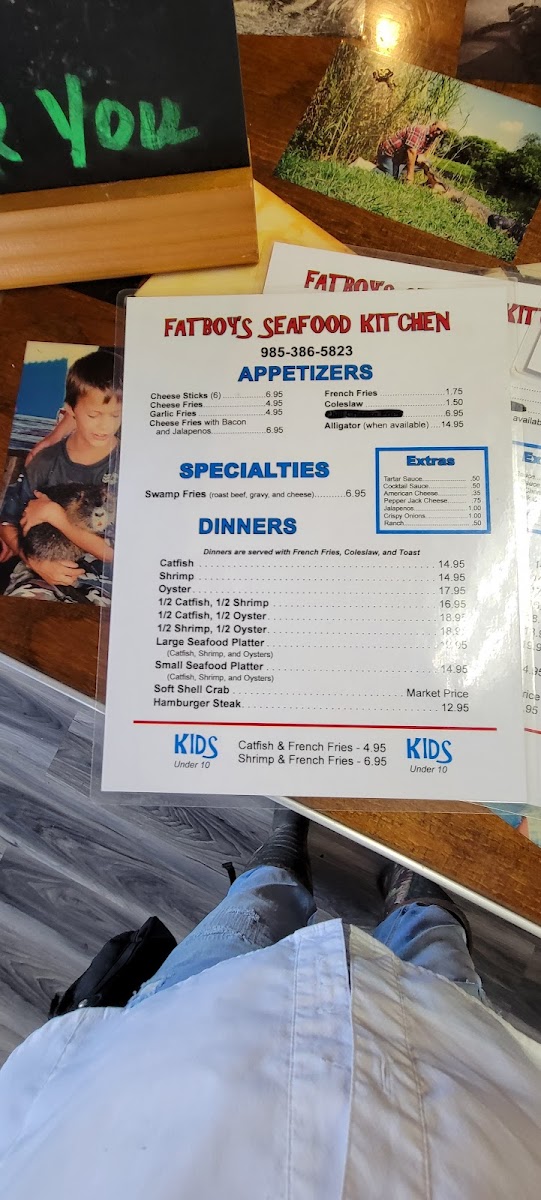 YOU
FATBOYS
FATBOYS SEAFOOD KITCHEN
985-386-5823
APPETIZERS
Cheese Sticks (6) 6.95
Cheese Fries 4.95
Garlic Fries 4.95
Cheese Fries with Bacon
and Jalapenos 6.95
French Fries 1.75
Coleslaw 1.50
6.95
Alligator (when available) 14.95
SPECIALTIES
Swamp Fries (roast beef, gravy, and cheese) 6.95
Extras
Tartar Sauce .50
Cocktail Sauce .50
American Cheese .35
Pepper Jack Cheese .75
Jalapenos 1.00
Crispy Onions 1.00
Ranch .50
DINNERS
Dinners are served with French Fries, Coleslaw, and Toast
Catfish 14.95
Shrimp 14.95
Oyster 17.95
1/2 Catfish, 1/2 Shrimp 16.95
1/2 Catfish, 1/2 Oyster 18.95
1/2 Shrimp, 1/2 Oyster 18.95
Large Seafood Platter
(Catfish, Shrimp, and Oysters)
Small Seafood Platter 14.95
(Catfish, Shrimp, and Oysters)
Soft Shell Crab Market Price
Hamburger Steak 12.95
KIDS
Under 10
Catfish & French Fries - 4.95
Shrimp & French Fries - 6.95
KIDS
Under 10